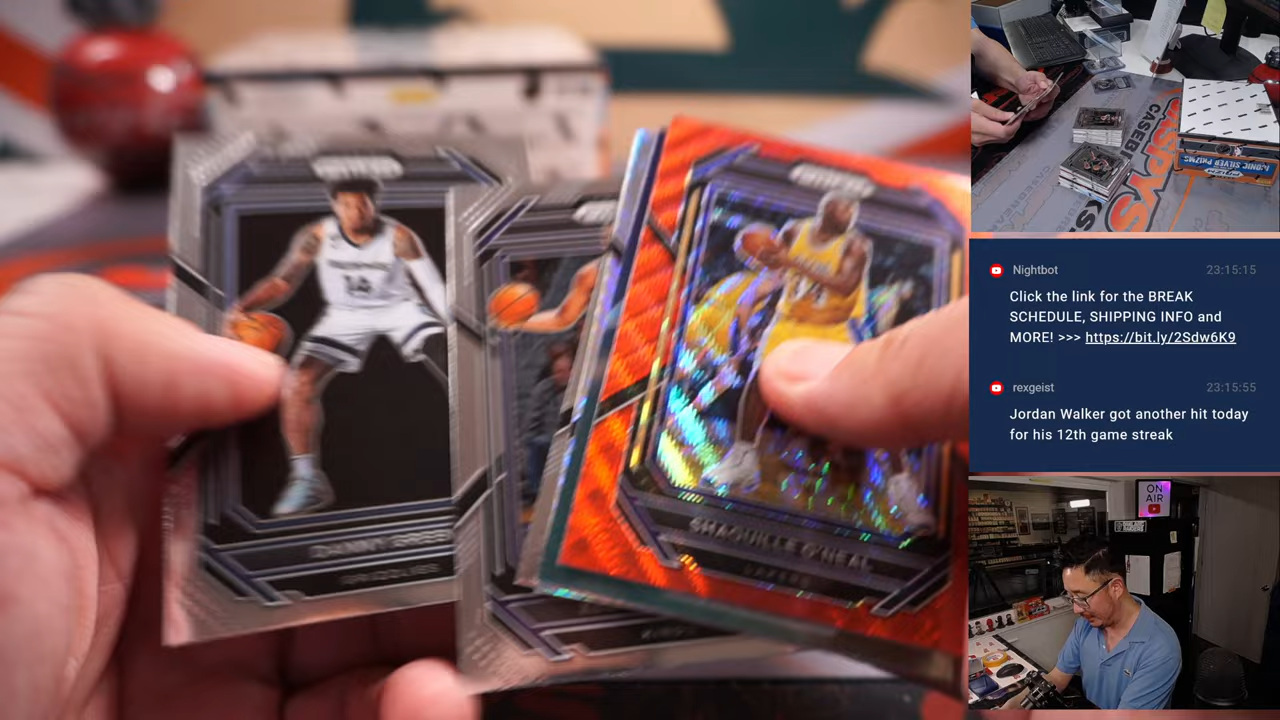 14
SHAQUILLE O'NEAL
LAKERS
GRIZZLIES
Nightbot
23:15:15
Click the link for the BREAK
SCHEDULE, SHIPPING INFO and
MORE! >>> https://bit.ly/2Sdw6K9
rexgeist
23:15:55
Jordan Walker got another hit today
for his 12th game streak
ON
AIR